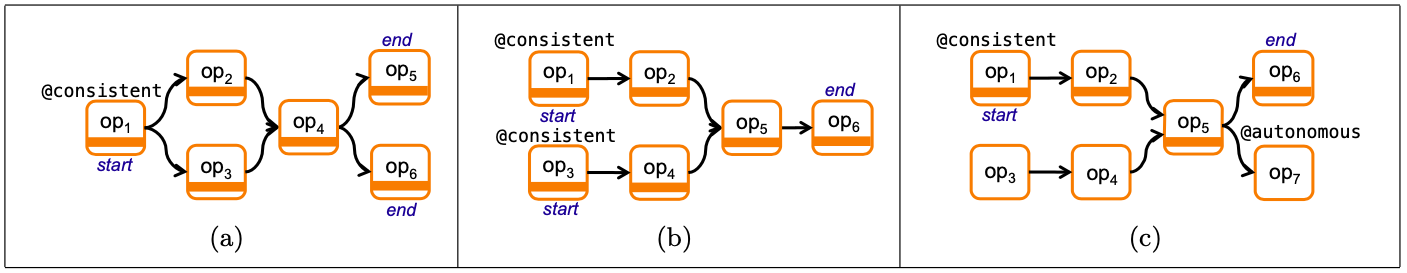 @consistent
op1
start
op2
op3
op4
end
op5
op6
end
(a)
@consistent
op1
start
op2
@consistent
op3
start
op4
op5
end
op6
(b)
@consistent
op1
start
op2
op3
op4
op5
end
op6
@autonomous
op7
(c)